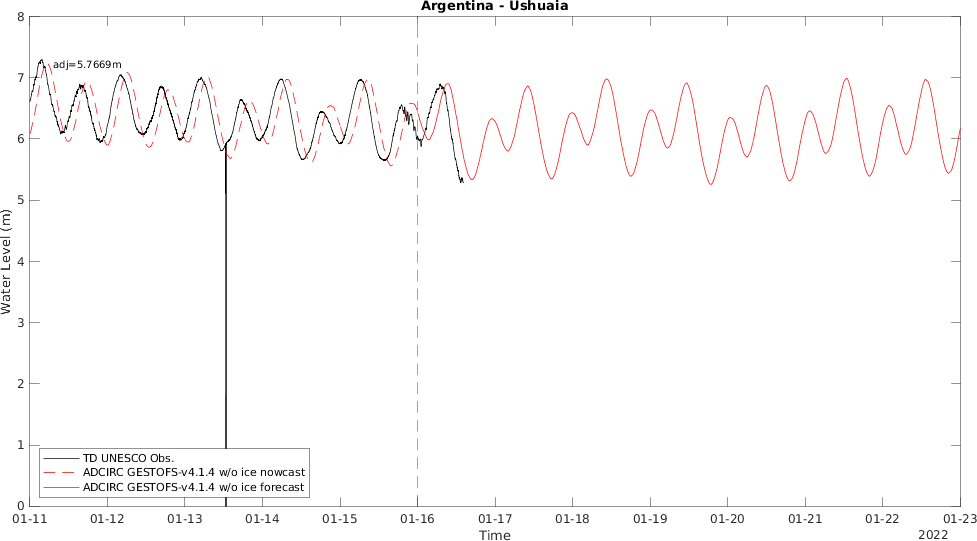 Argentina - Ushuaia
8
7
6
5
4
3
2
1
0
Water Level (m)
adj=5.7669m
TD UNESCO Obs.
ADCIRC GESTOFS-v4.1.4 w/o ice nowcast
ADCIRC GESTOFS-v4.1.4 w/o ice forecast
01-11 01-12 01-13 01-14 01-15 01-16 01-17 01-18 01-19 01-20 01-21 01-22 01-23
Time
2022